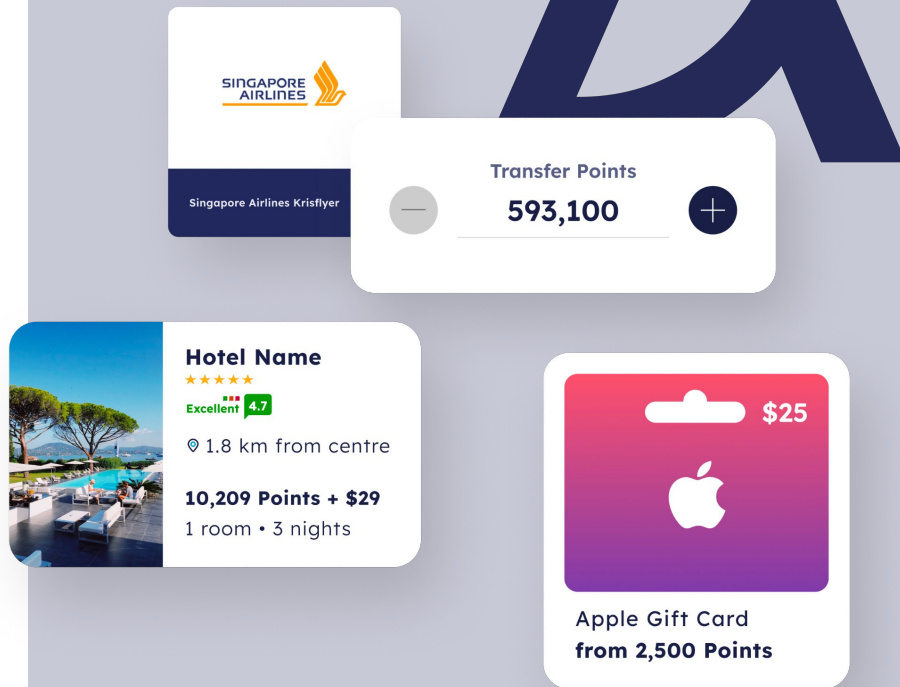 SINGAPORE
AIRLINES
Singapore Airlines Krisflyer
Transfer Points
593,100
Hotel Name
Excellent 4.7
1.8 km from centre
10,209 Points + $29
1 room • 3 nights
$25
Apple Gift Card
from 2,500 Points